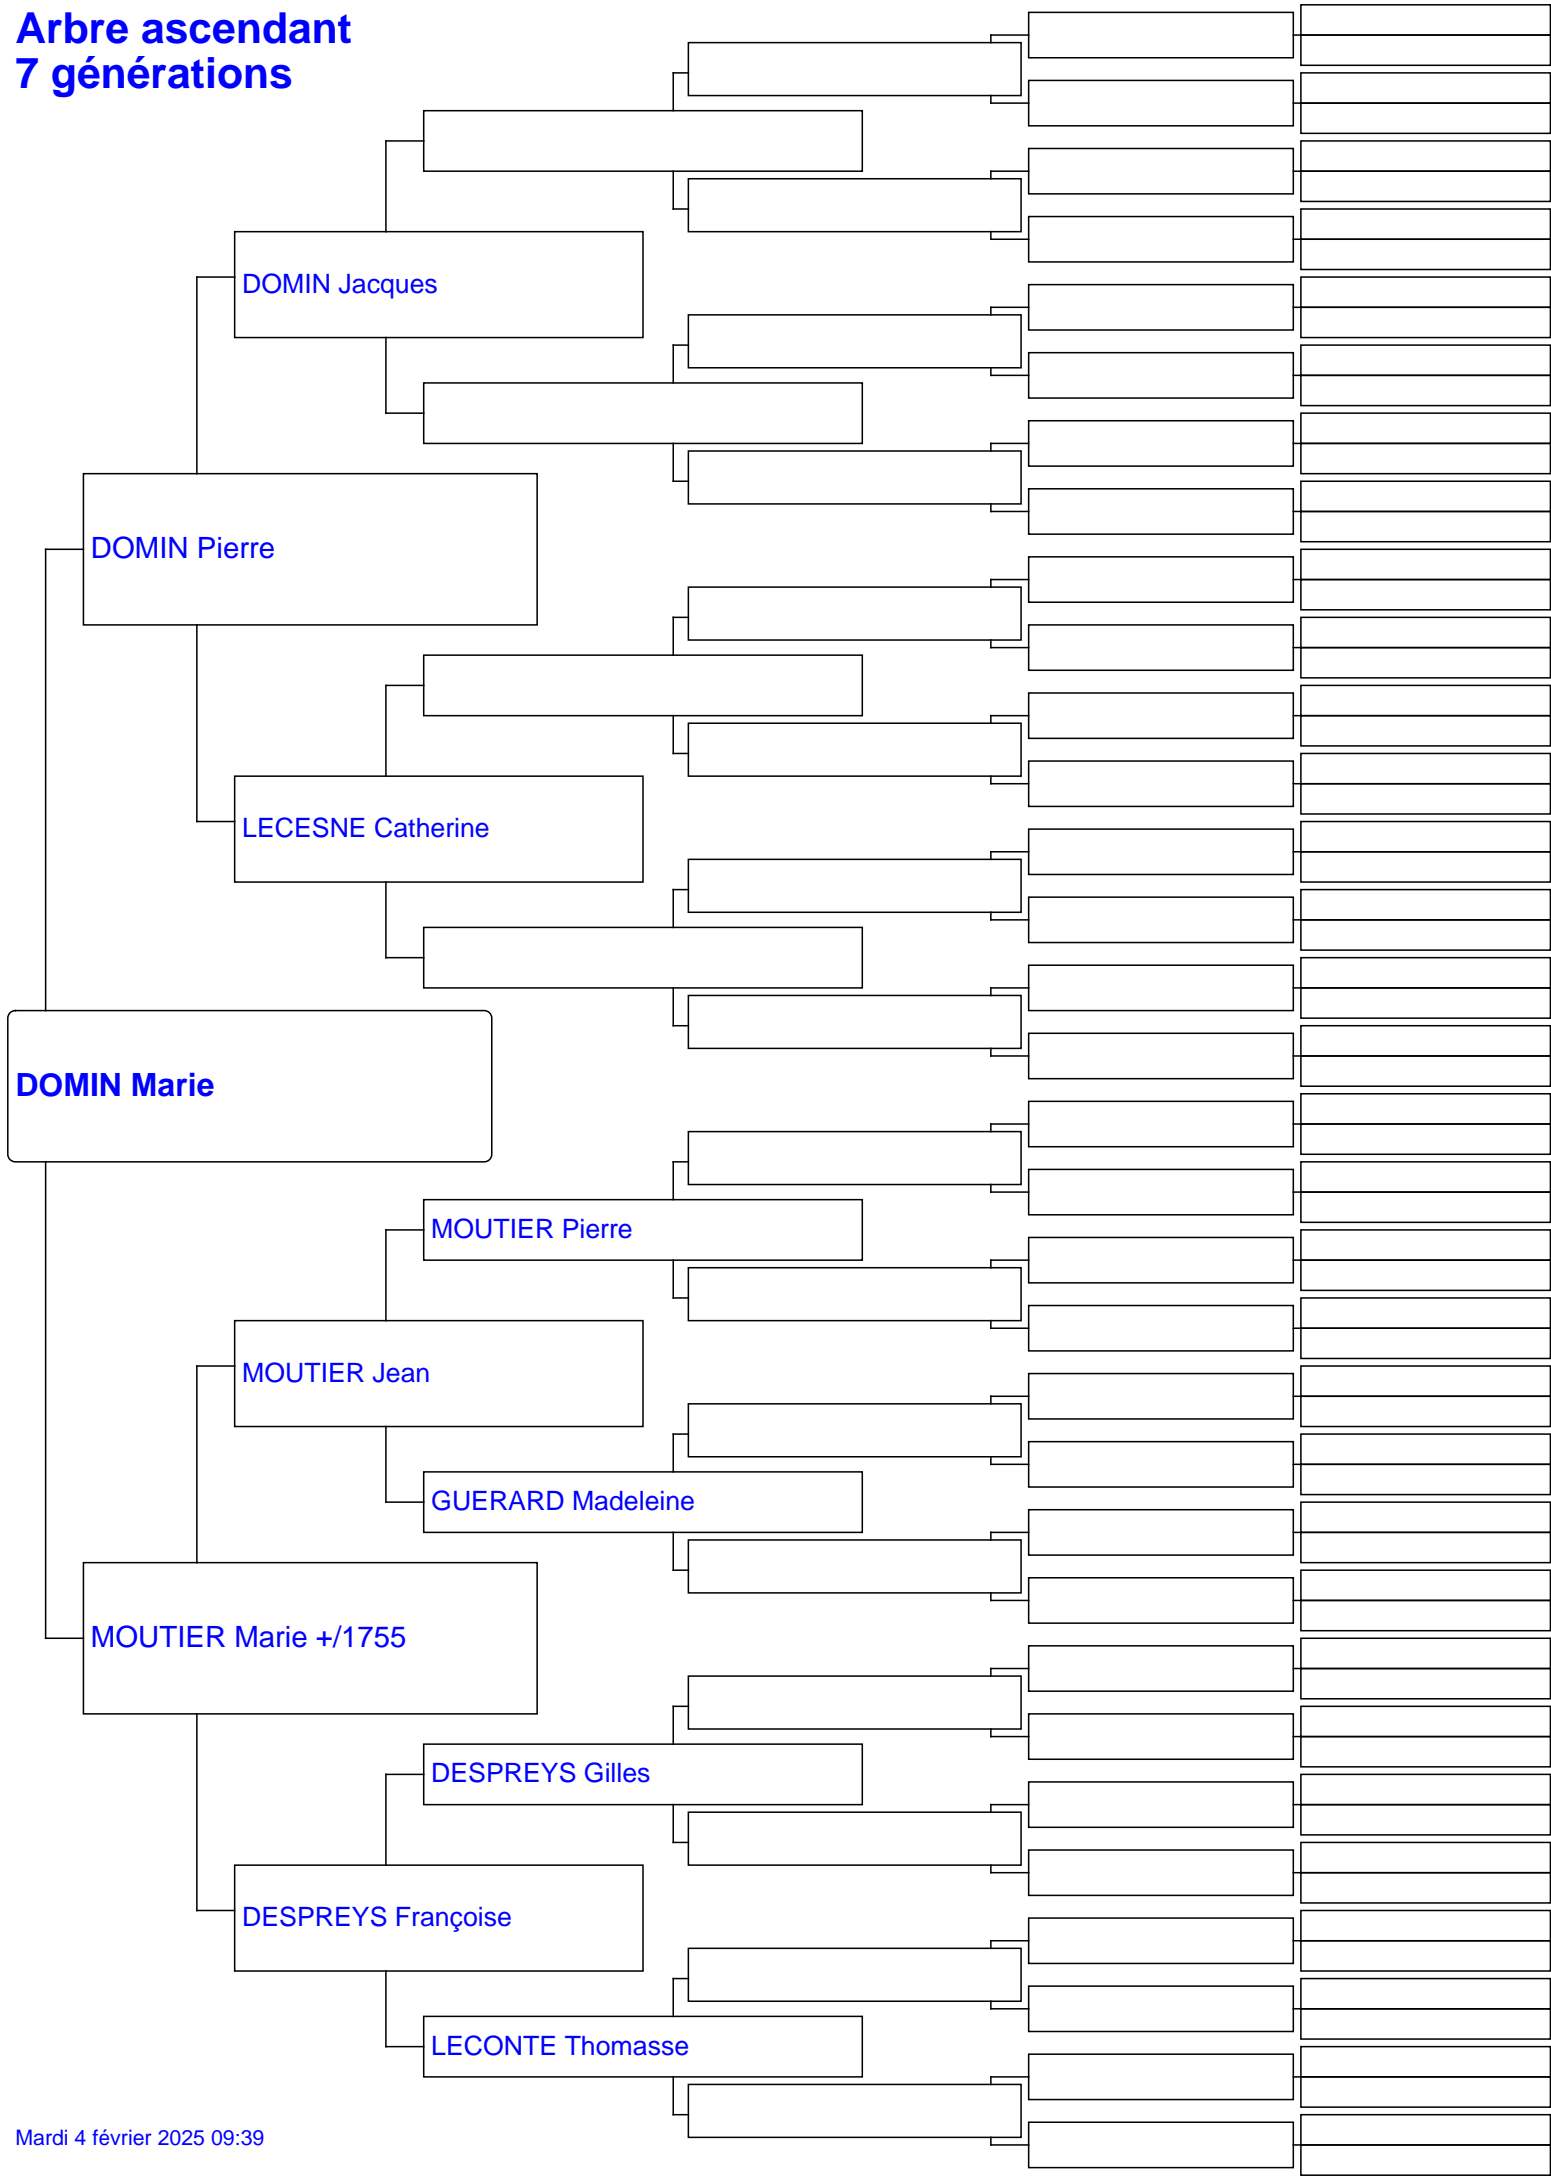 Arbre ascendant
7 générations
DOMIN Jacques
DOMIN Pierre
LECESNE Catherine
DOMIN Marie
MOUTIER Pierre
MOUTIER Jean
GUERARD Madeleine
MOUTIER Marie +/1755
DESPREYS Gilles
DESPREYS Françoise
LECONTE Thomasse
Mardi 4 février 2025 09:39